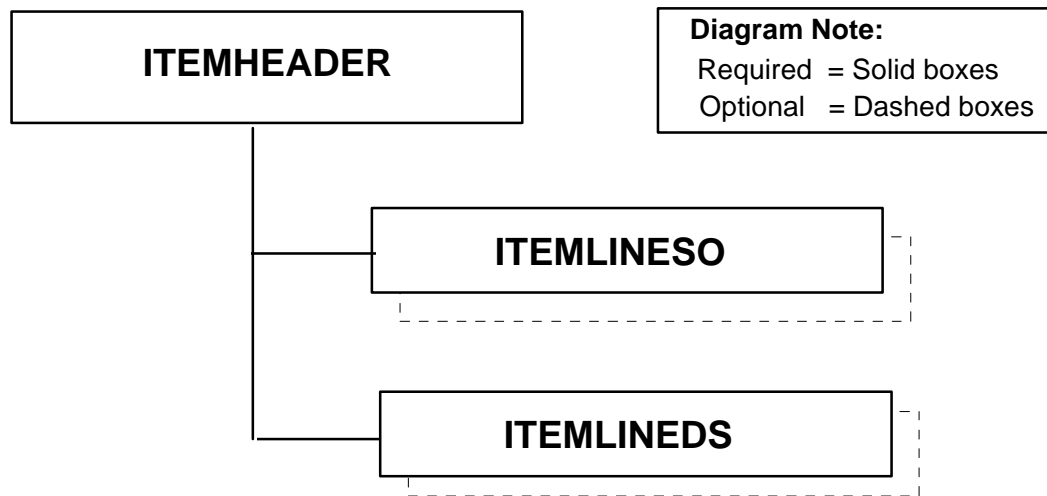 ITEMHEADER
Diagram Note:
Required = Solid boxes
Optional = Dashed boxes
ITEMLINESO
ITEMLINEDS